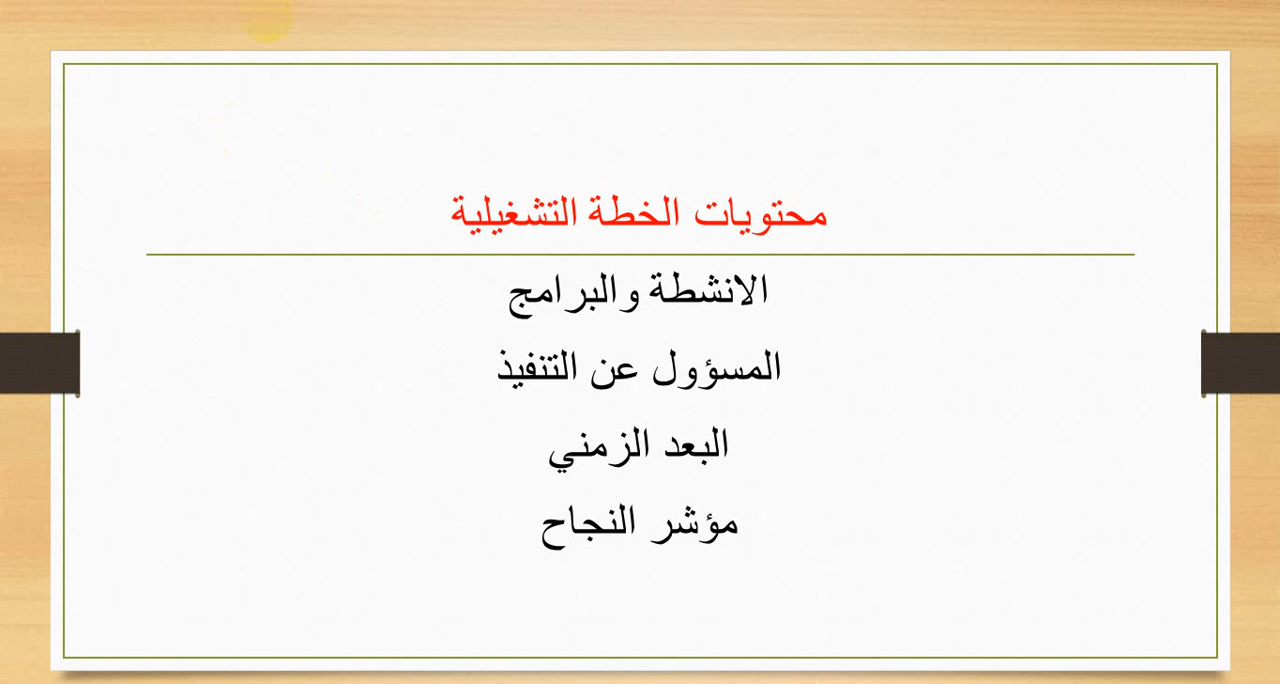 محتويات الخطة التشغيلية
الانشطة والبرامج
المسؤول عن التنفيذ
البعد الزمني
مؤشر النجاح